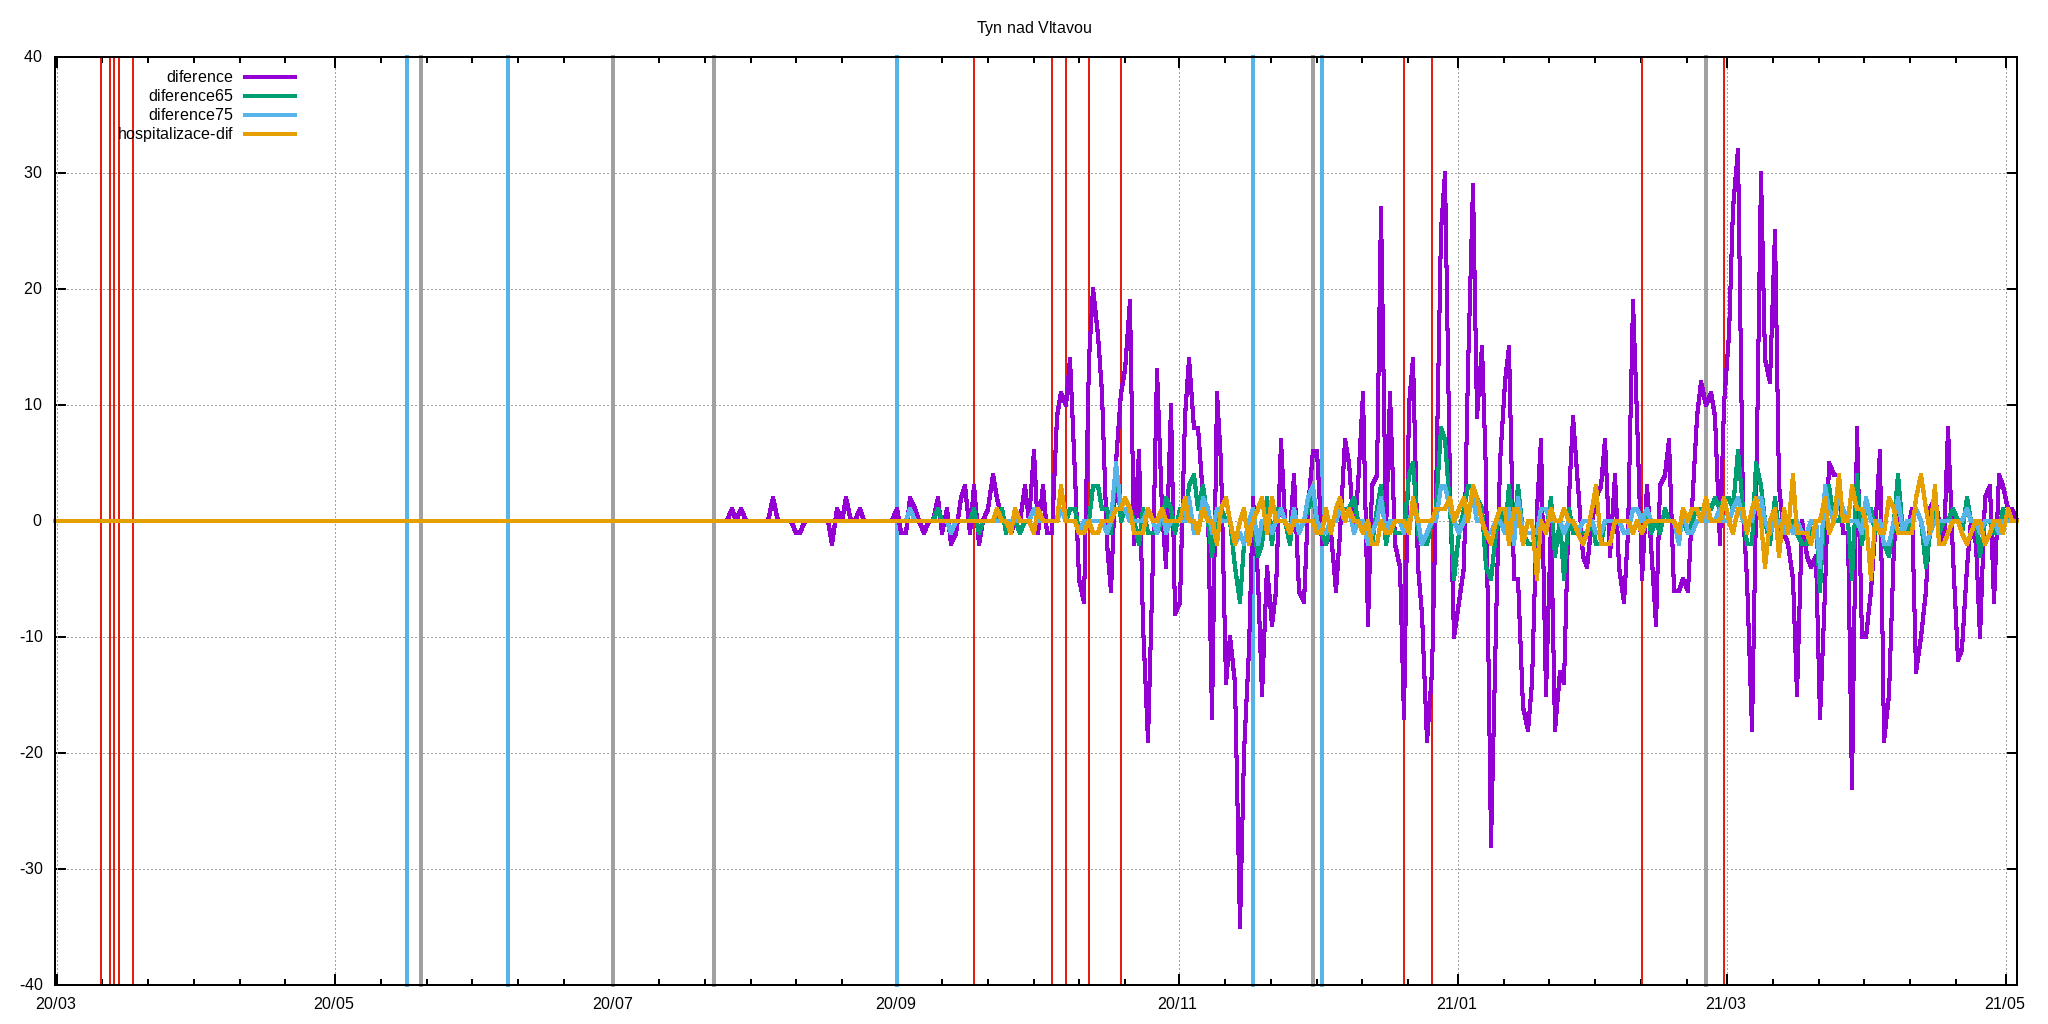 Tyn nad Vltavou
40
diference
diference65
diference75
hospitalizace-dif
30
20
10
0
-10
-20
-30
-40
20/03 20/05 20/07 20/09 20/11 21/01 21/03 21/05